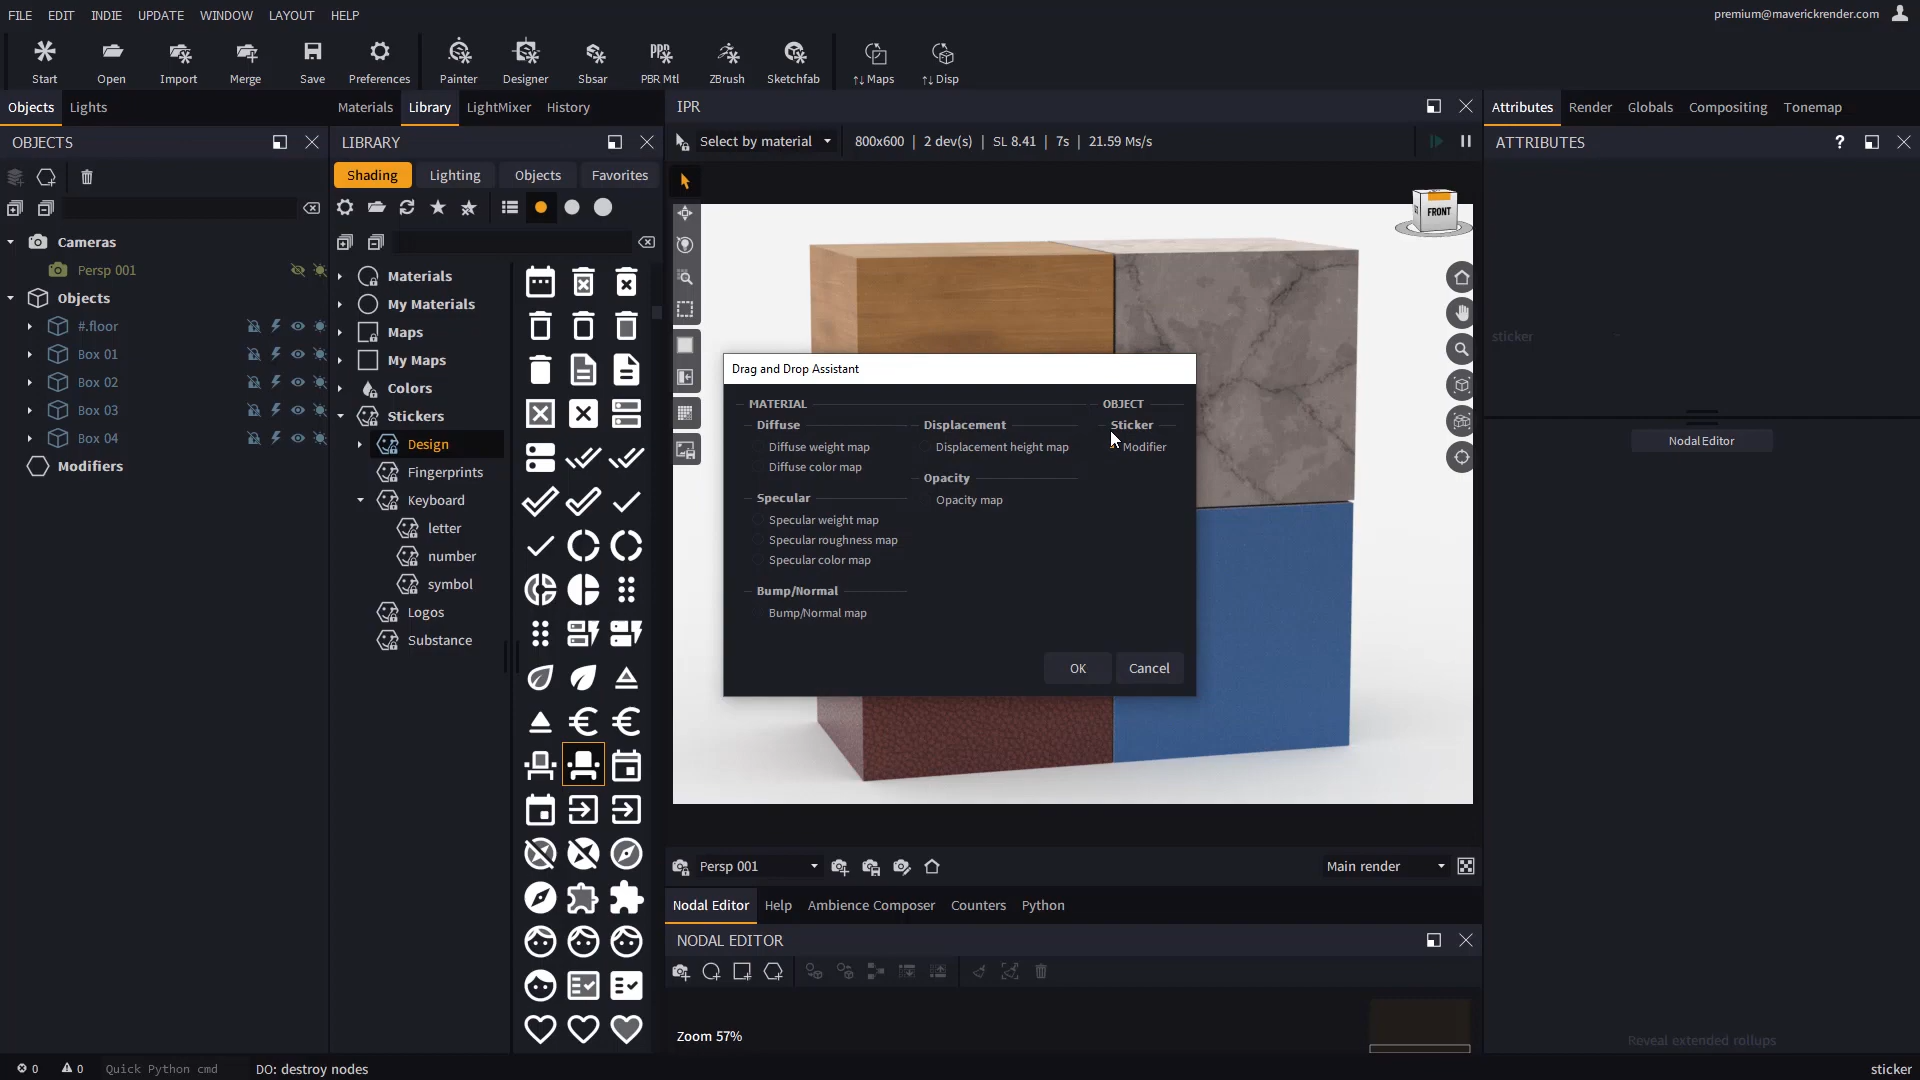 FILE EDIT INDIE UPDATE WINDOW LAYOUT HELP
premium@maverickrender.com
Start Open Import Merge Save Preferences Painter Designer Sbsar PBR Mtl ZBrush Sketchfab ↑↓Maps ↑↓Disp
Objects Lights
Materials Library LightMixer History
IPR
Attributes Render Globals Compositing Tonemap
OBJECTS
LIBRARY
Select by material
800x600 | 2 dev(s) | SL 8.41 | 7s | 21.59 Ms/s
ATTRIBUTES
?
Shading Lighting Objects Favorites
Cameras
Persp 001
Objects
#.floor
Box 01
Box 02
Box 03
Box 04
Modifiers
Materials
My Materials
Maps
My Maps
Colors
Stickers
Design
Fingerprints
Keyboard
letter
number
symbol
Logos
Substance
FRONT
Drag and Drop Assistant
MATERIAL
OBJECT
Diffuse
Diffuse weight map
Diffuse color map
Specular
Specular weight map
Specular roughness map
Specular color map
Bump/Normal
Bump/Normal map
Displacement
Displacement height map
Opacity
Opacity map
Sticker
Modifier
OK Cancel
sticker
Nodal Editor
Persp 001
Main render
Nodal Editor Help Ambience Composer Counters Python
NODAL EDITOR
Zoom 57%
Reveal extended rollups
0 0 Quick Python cmd DO: destroy nodes
sticker